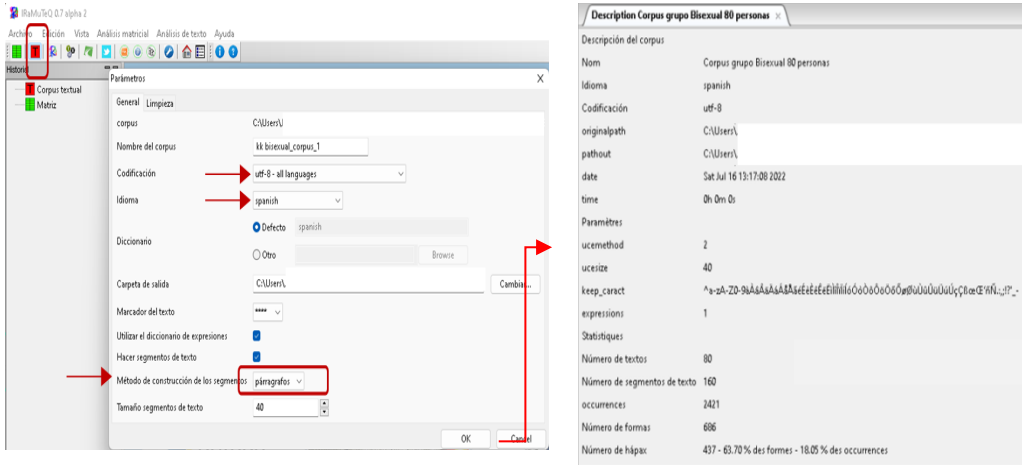 IRaMuTeQ 0.7 alpha 2
Archivo Edición Vista Análisis matricial Análisis de texto Ayuda
Historial
Corpus textual
Matriz
Parámetros X
General Limpieza
corpus C:\Users\
Nombre del corpus kk bisexual_corpus_1
Codificación utf-8 - all languages
Idioma spanish
Diccionario
Defecto spanish
Otro Browse
Carpeta de salida C:\Users\ Cambiar...
Marcador del texto ****
Utilizar el diccionario de expresiones
Hacer segmentos de texto
Método de construcción de los segmentos párragrafos
Tamaño segmentos de texto 40
OK Cancel
Description Corpus grupo Bisexual 80 personas ×
Descripción del corpus
Nom Corpus grupo Bisexual 80 personas
Idioma spanish
Codificación utf-8
originalpath C:\Users\
pathout C:\Users\
date Sat Jul 16 13:17:08 2022
time 0h 0m 0s
Paramètres
ucemethod 2
ucesize 40
keep_caract
expressions 1
Statistiques
Número de textos 80
Número de segmentos de texto 160
occurrences 2421
Número de formas 686
Número de hápax 437 - 63.70 % des formes - 18.05 % des occurrences